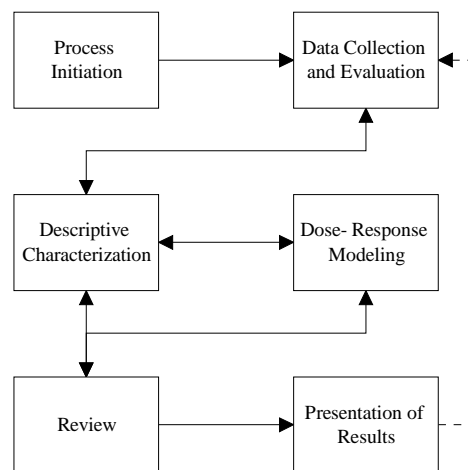 Process
Initiation
Data Collection
and Evaluation
Descriptive
Characterization
Dose- Response
Modeling
Review
Presentation of
Results